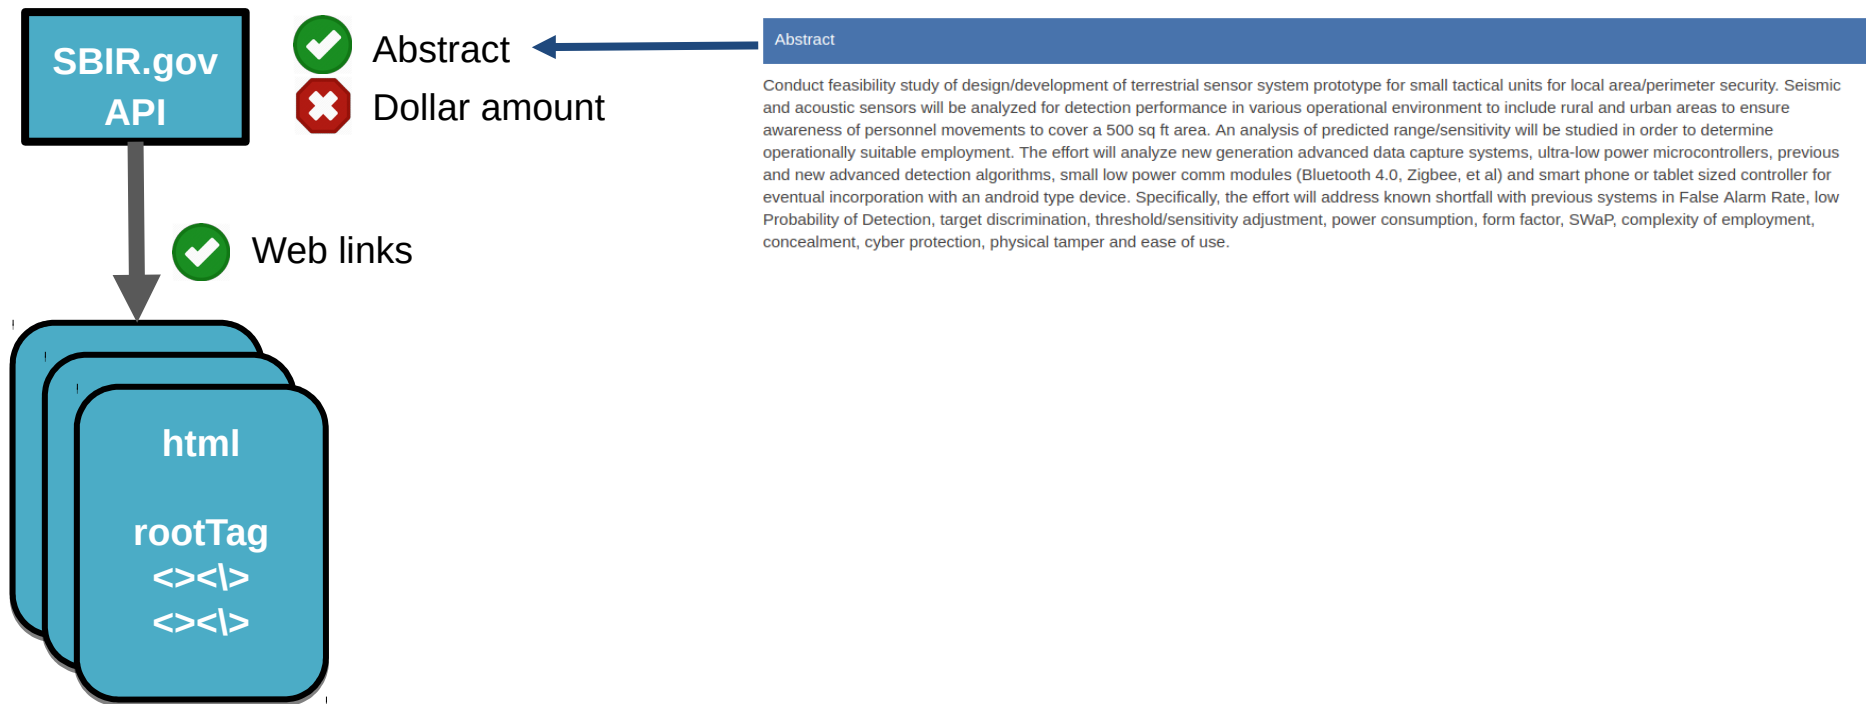 SBIR.gov
API
Abstract
Dollar amount
Web links
html
rootTag
<><\>
<><\>
Abstract
Conduct feasibility study of design/development of terrestrial sensor system prototype for small tactical units for local area/perimeter security. Seismic
and acoustic sensors will be analyzed for detection performance in various operational environment to include rural and urban areas to ensure
awareness of personnel movements to cover a 500 sq ft area. An analysis of predicted range/sensitivity will be studied in order to determine
operationally suitable employment. The effort will analyze new generation advanced data capture systems, ultra-low power microcontrollers, previous
and new advanced detection algorithms, small low power comm modules (Bluetooth 4.0, Zigbee, et al) and smart phone or tablet sized controller for
eventual incorporation with an android type device. Specifically, the effort will address known shortfall with previous systems in False Alarm Rate, low
Probability of Detection, target discrimination, threshold/sensitivity adjustment, power consumption, form factor, SWaP, complexity of employment,
concealment, cyber protection, physical tamper and ease of use.